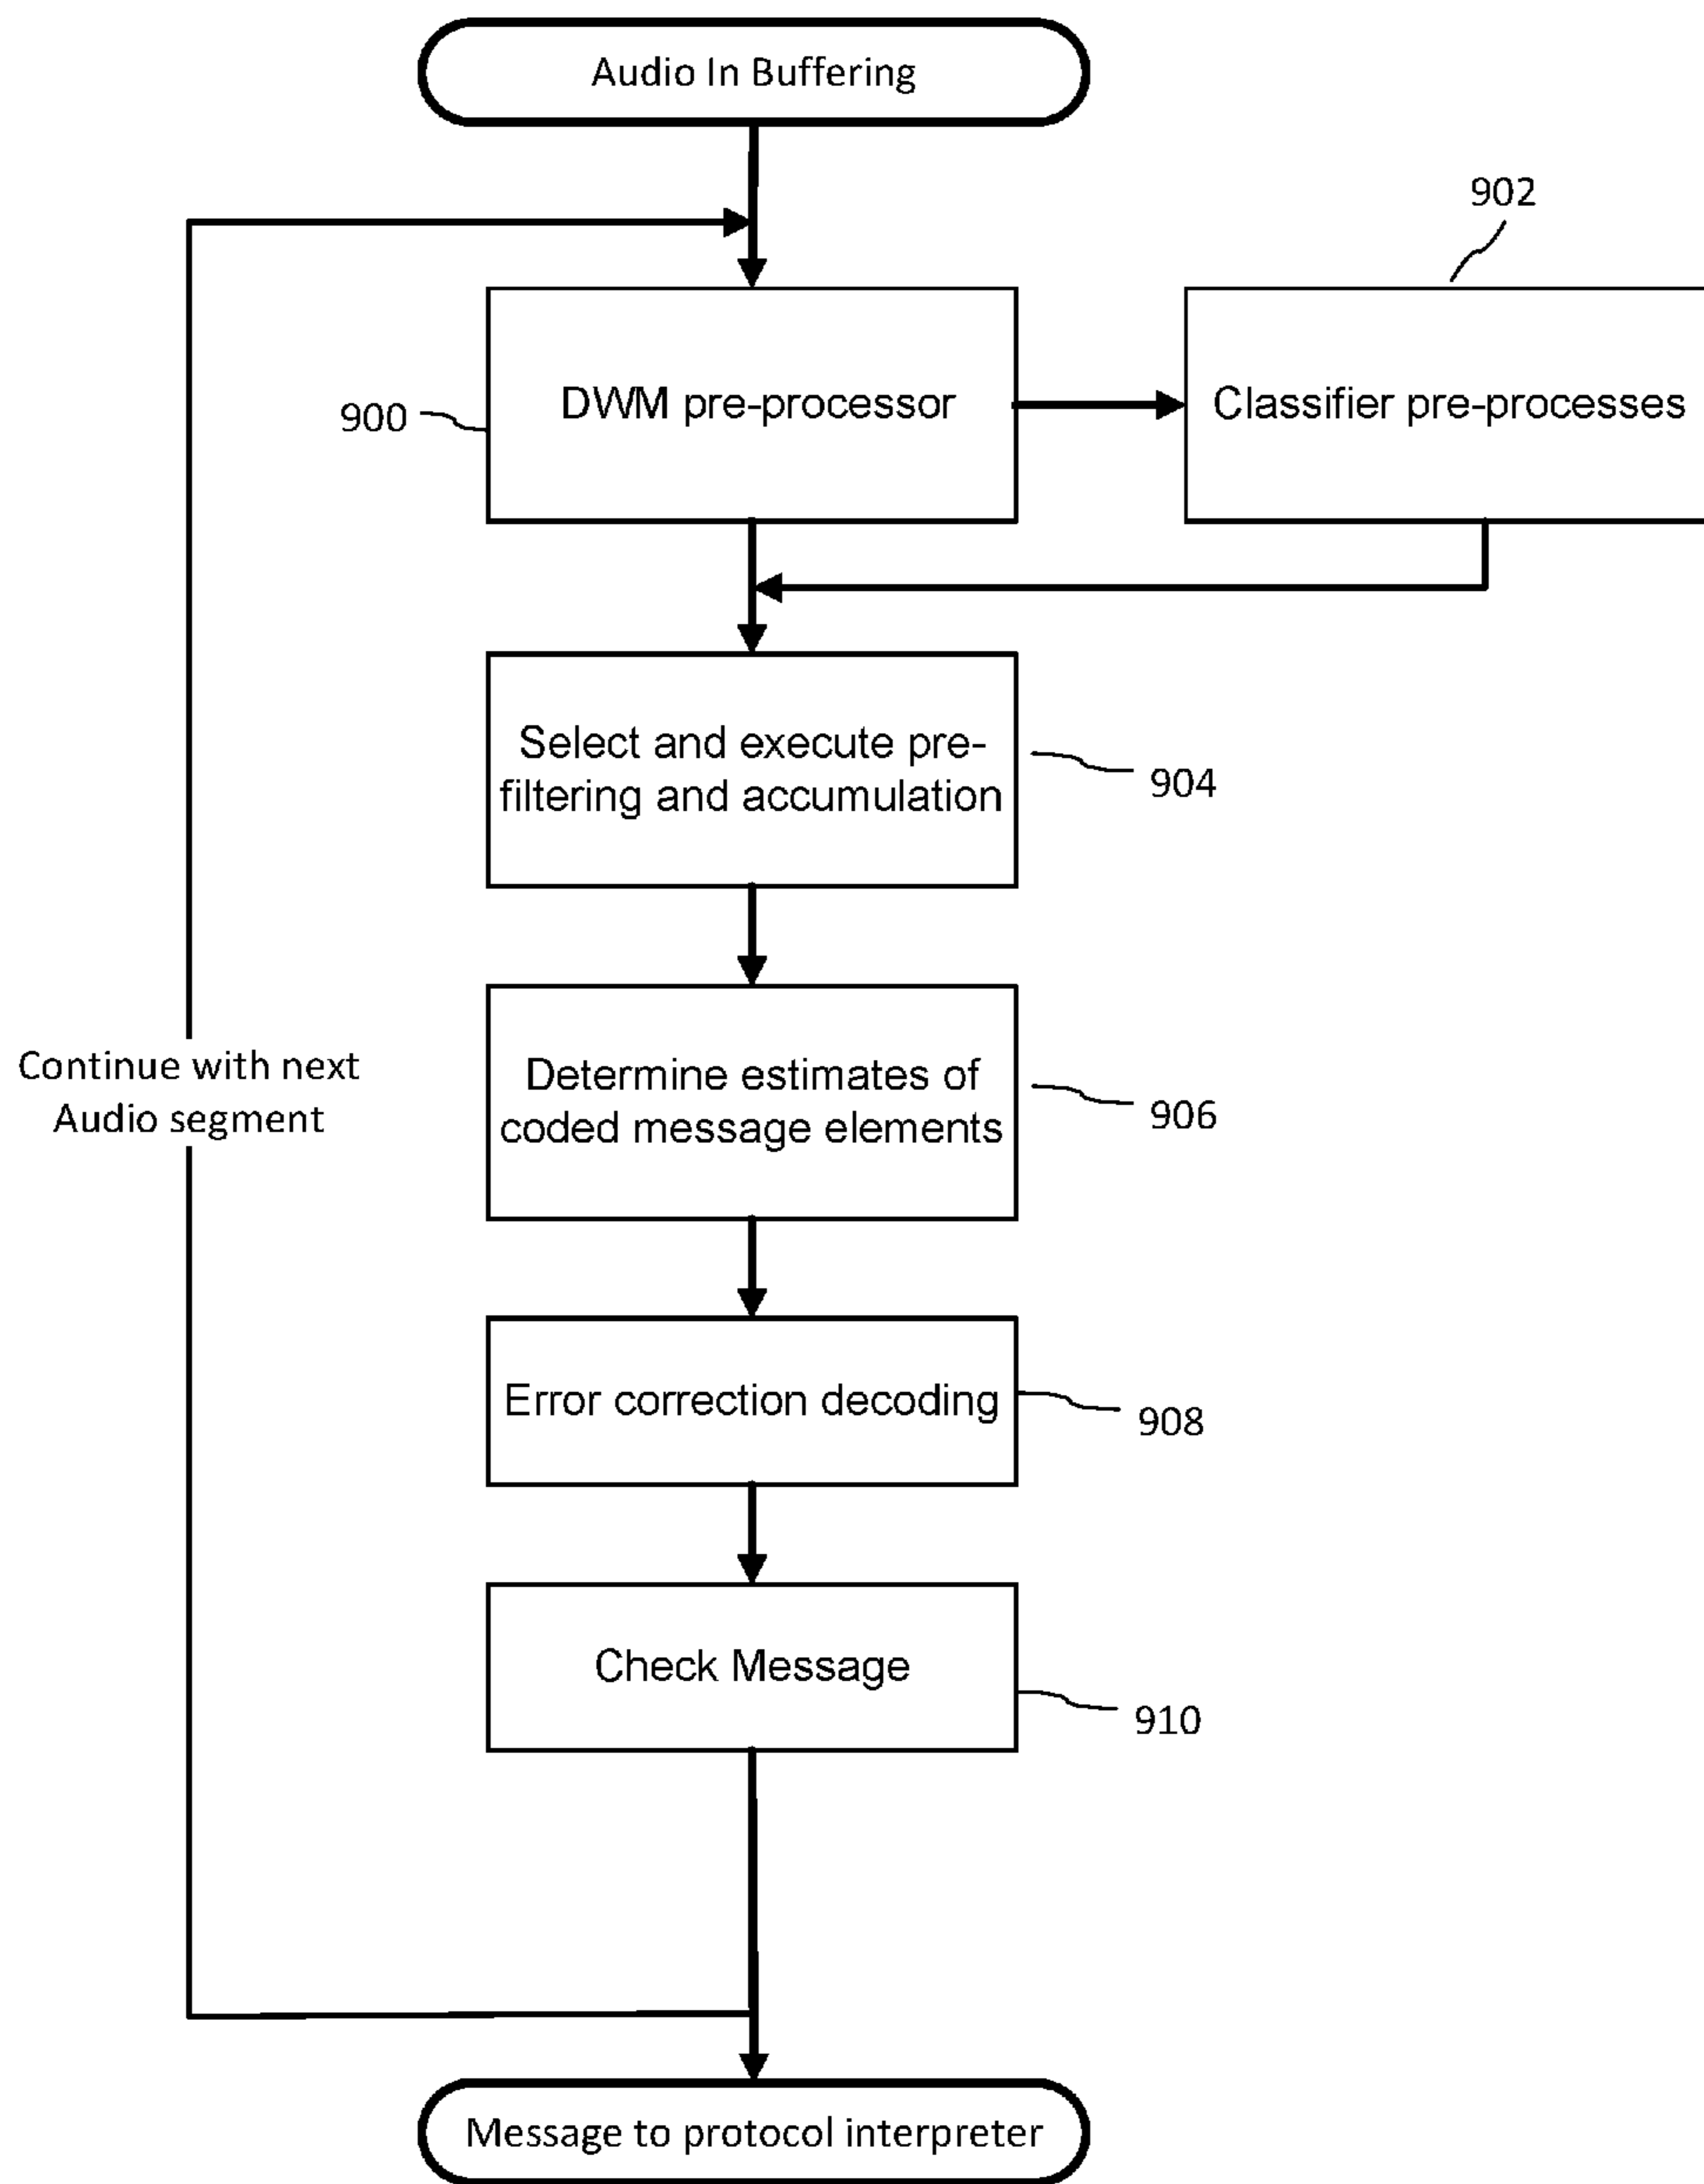 Audio In Buffering
902
900
DWM pre-processor
Classifier pre-processes
Select and execute pre-
filtering and accumulation
904
Continue with next
Audio segment
Determine estimates of
coded message elements
906
Error correction decoding
908
Check Message
910
Message to protocol interpreter